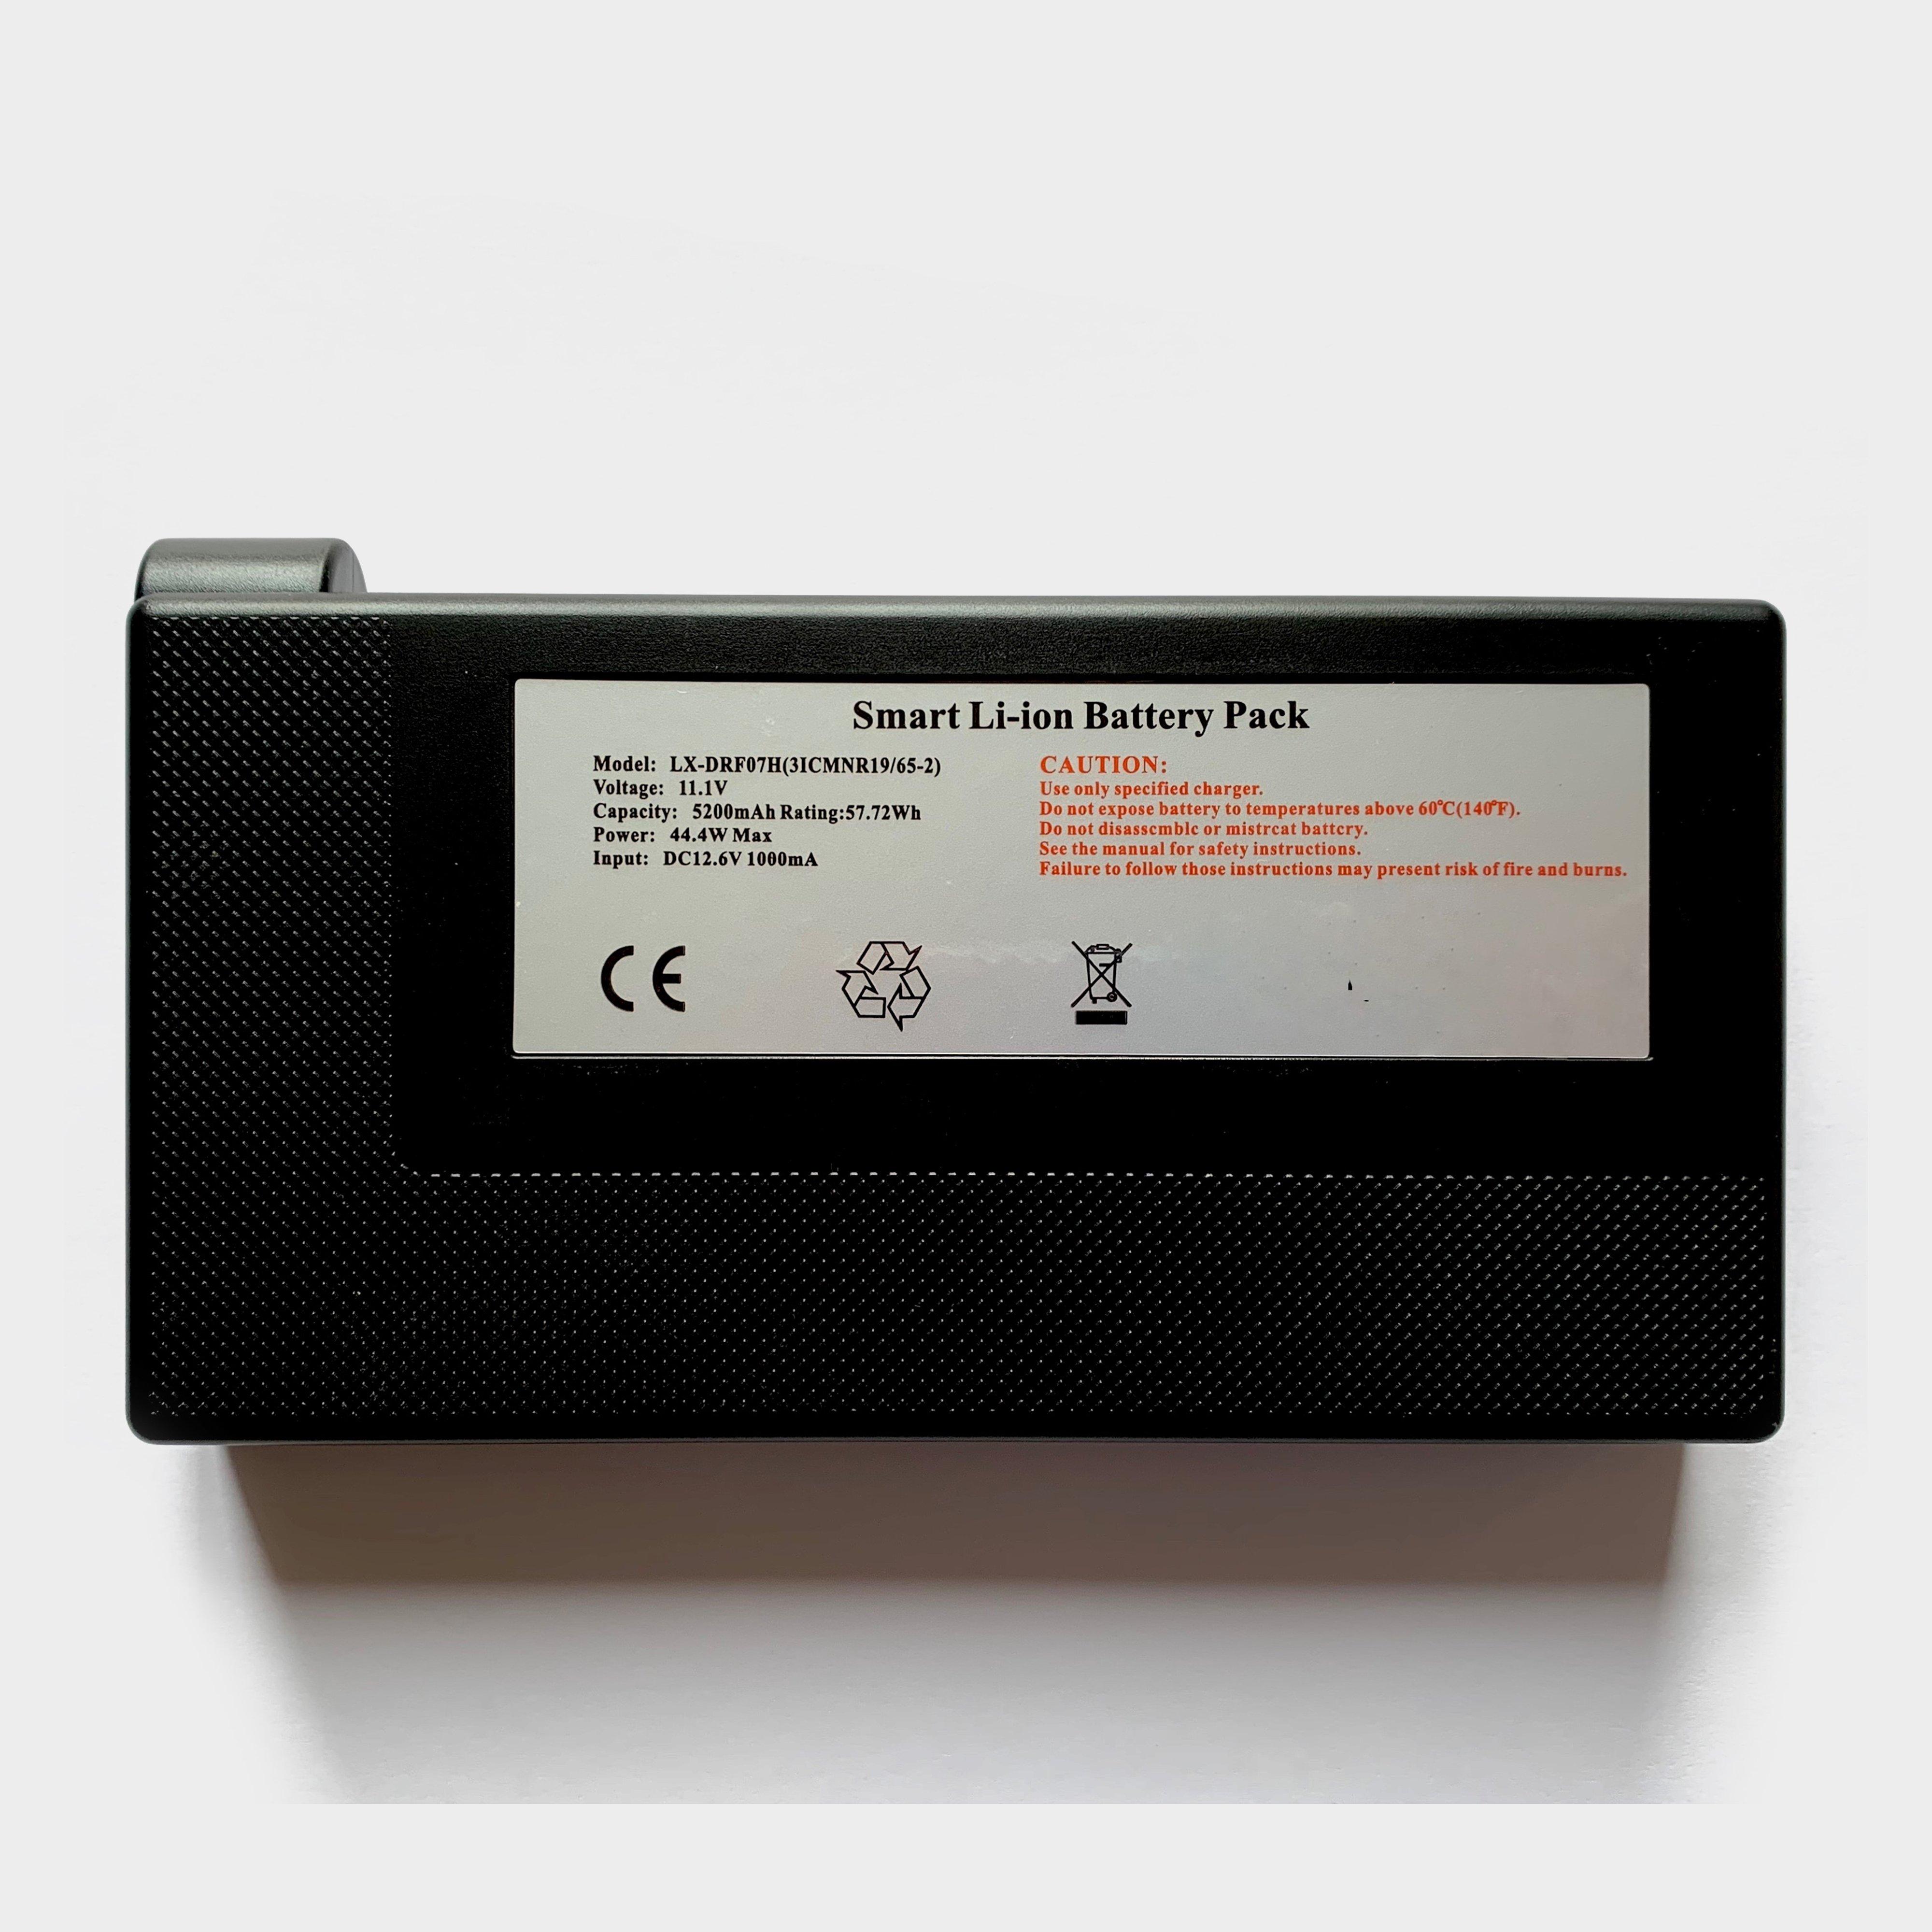 Smart Li-ion Battery Pack
Model: LX-DRF07H(3ICMNR19/65-2)
Voltage: 11.1V
Capacity: 5200mAh Rating:57.72Wh
Power: 44.4W Max
Input: DC12.6V 1000mA
CAUTION:
Use only specified charger.
Do not expose battery to temperatures above 60℃(140℉).
Do not disassemble or mistreat battery.
See the manual for safety instructions.
Failure to follow those instructions may present risk of fire and burns.
CE